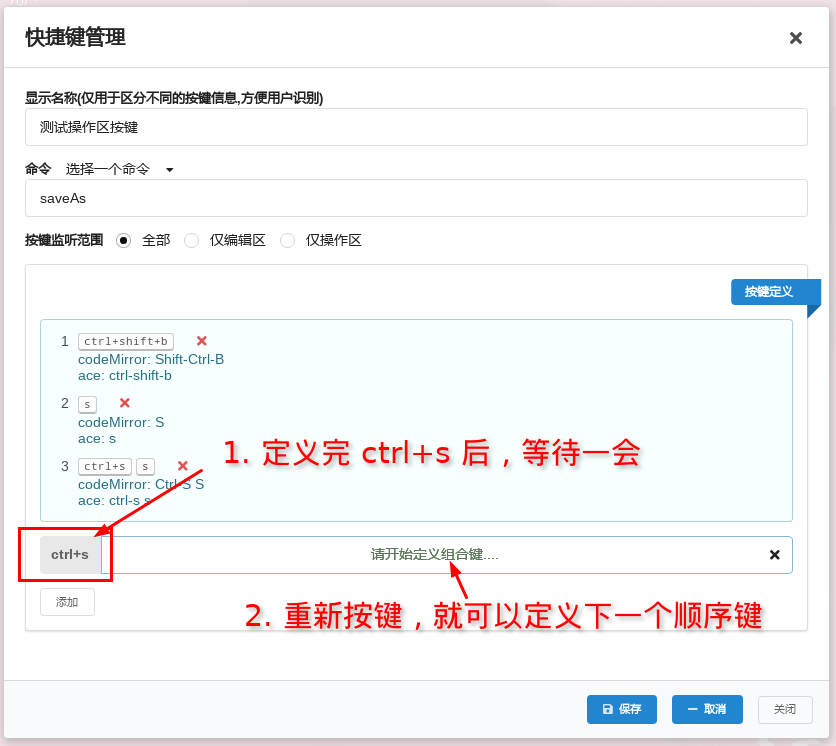 快捷键管理
显示名称(仅用于区分不同的按键信息,方便用户识别)
测试操作区按键
命令 选择一个命令
saveAs
按键监听范围 全部 仅编辑区 仅操作区
按键定义
1 ctrl+shift+b
codeMirror: Shift-Ctrl-B
ace: ctrl-shift-b
2 s
codeMirror: S
ace: s
3 ctrl+s s
codeMirror: Ctrl-S S
ace: ctrl-s s
1. 定义完 ctrl+s 后，等待一会
ctrl+s 请开始定义组合键....
添加
2. 重新按键，就可以定义下一个顺序键
保存 取消 关闭